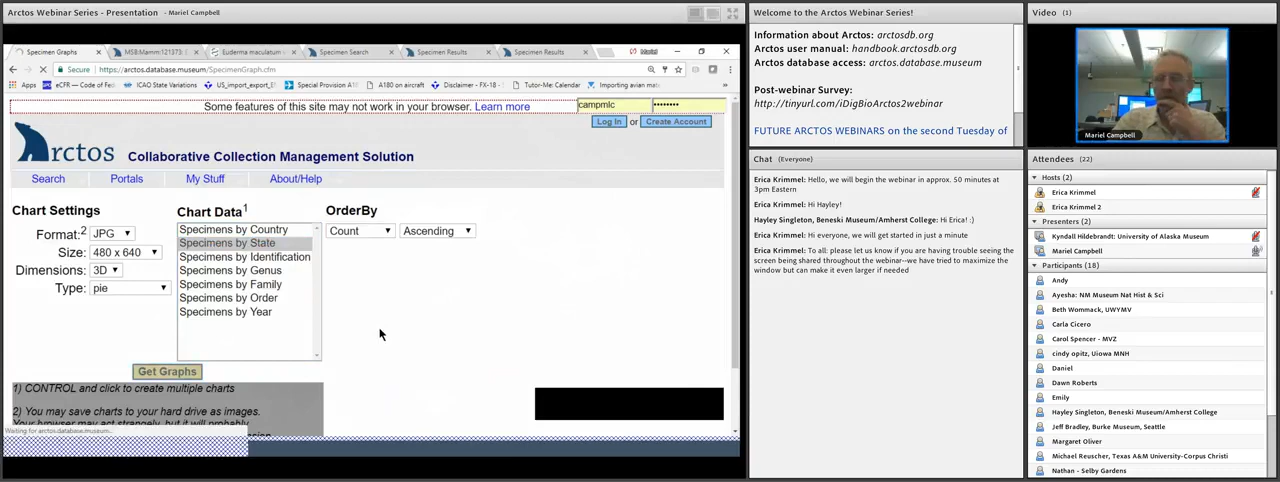 Arctos Webinar Series - Presentation - Mariel Campbell
Specimen Graphs
MSB:Mamm:121373:
Euderma maculatum
Specimen Search
Specimen Results
Specimen Results
Mariel
Secure
https://arctos.database.museum/SpecimenGraph.cfm
Apps
eCFR — Code of Fed
ICAO State Variations
US_import_export_E
Special Provision A1
A180 on aircraft
Disclaimer - FX-18 -
Tutor-Me: Calendar
Importing avian mat
Some features of this site may not work in your browser. Learn more
campmlc
••••••••
Log In or Create Account
Arctos Collaborative Collection Management Solution
Search
Portals
My Stuff
About/Help
Chart Settings
Format:2 JPG
Size: 480 x 640
Dimensions: 3D
Type: pie
Chart Data1
Specimens by Country
Specimens by State
Specimens by Identification
Specimens by Genus
Specimens by Family
Specimens by Order
Specimens by Year
OrderBy
Count
Ascending
Get Graphs
1) CONTROL and click to create multiple charts
2) You may save charts to your hard drive as images.
Waiting for arctos.database.museum...
Welcome to the Arctos Webinar Series!
Information about Arctos: arctosdb.org
Arctos user manual: handbook.arctosdb.org
Arctos database access: arctos.database.museum
Post-webinar Survey:
http://tinyurl.com/iDigBioArctos2webinar
FUTURE ARCTOS WEBINARS on the second Tuesday of
Chat (Everyone)
Erica Krimmel: Hello, we will begin the webinar in approx. 50 minutes at
3pm Eastern
Erica Krimmel: Hi Hayley!
Hayley Singleton, Beneski Museum/Amherst College: Hi Erica! :)
Erica Krimmel: Hi everyone, we will get started in just a minute
Erica Krimmel: To all: please let us know if you are having trouble seeing the
screen being shared throughout the webinar--we have tried to maximize the
window but can make it even larger if needed
Video (1)
Mariel Campbell
Attendees (22)
Hosts (2)
Erica Krimmel
Erica Krimmel 2
Presenters (2)
Kyndall Hildebrandt: University of Alaska Museum
Mariel Campbell
Participants (18)
Andy
Ayesha: NM Museum Nat Hist & Sci
Beth Wommack, UWYMV
Carla Cicero
Carol Spencer - MVZ
cindy opitz, Uiowa MNH
Daniel
Dawn Roberts
Emily
Hayley Singleton, Beneski Museum/Amherst College
Jeff Bradley, Burke Museum, Seattle
Margaret Oliver
Michael Reuscher, Texas A&M University-Corpus Christi
Nathan - Selby Gardens